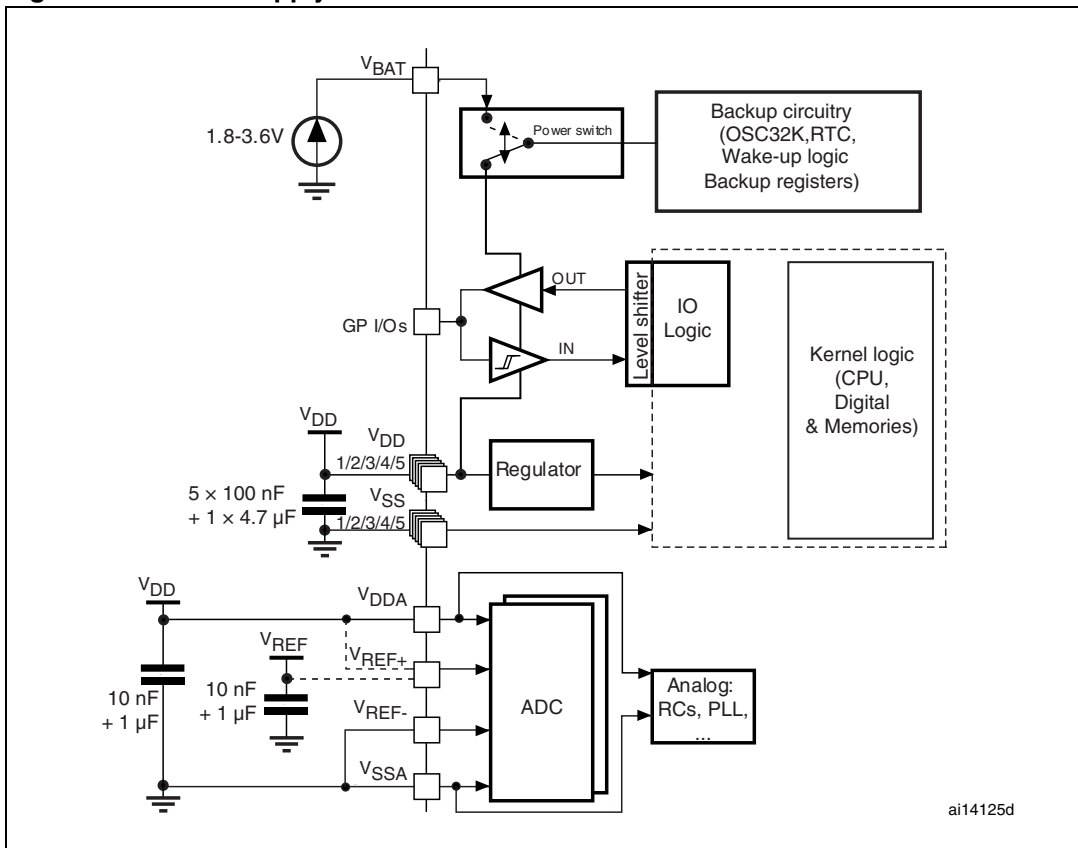 supply
VBAT
1.8-3.6V
Power switch
Backup circuitry
(OSC32K,RTC,
Wake-up logic
Backup registers)
OUT
GP I/Os
IN
Level shifter
IO
Logic
Kernel logic
(CPU,
Digital
& Memories)
VDD
VDD
1/2/3/4/5
Regulator
5 × 100 nF
+ 1 × 4.7 µF
VSS
1/2/3/4/5
VDD
VDDA
VREF
VREF+
10 nF
+ 1 µF
10 nF
+ 1 µF
VREF-
ADC
Analog:
RCs, PLL,
...
VSSA
ai14125d